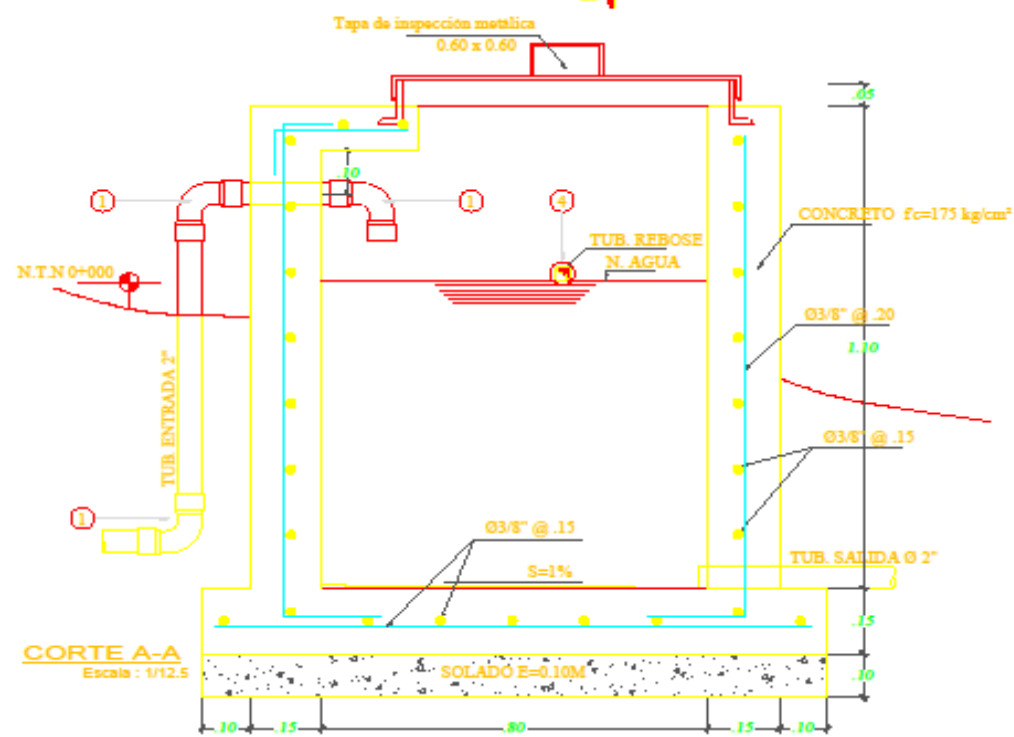 Tapa de inspección metálica
0.60 x 0.60
.05
.10
1
1
4
CONCRETO f'c=175 kg/cm²
TUB. REBOSE
N. AGUA
N.T.N 0+000
Ø3/8" @ .20
1.10
TUB. ENTRADA 2"
Ø3/8" @ .15
1
Ø3/8" @ .15
S=1%
TUB. SALIDA Ø 2"
.15
CORTE A-A
Escala : 1/12.5
SOLADO E=0.10M
.10
.10
.15
.80
.15
.10